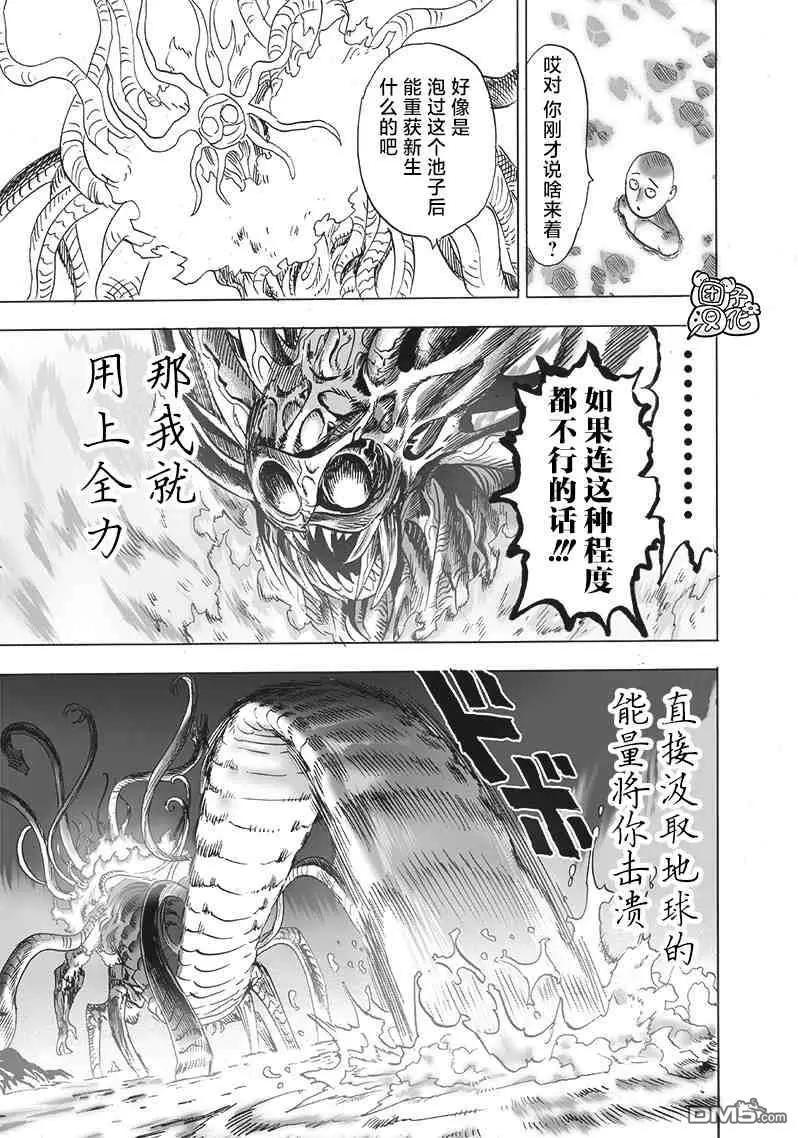 哎对 你刚才说啥来着？
好像是
泡过这个池子后
能重获新生
什么的吧
············
如果连这种程度
都不行的话!!!
那我就
用上全力
直接汲取地球的
能量将你击溃
ドボボ
团子汉化
DM5.com